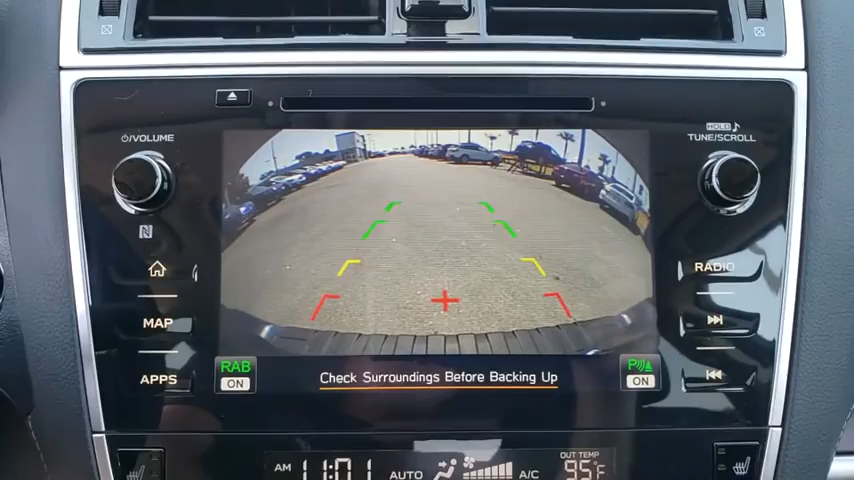 VOLUME
HOLD
TUNE/SCROLL
N
MAP
APPS
RADIO
RAB
ON
Check Surroundings Before Backing Up
P
ON
AM 11:01 AUTO A/C
OUT TEMP
95°F